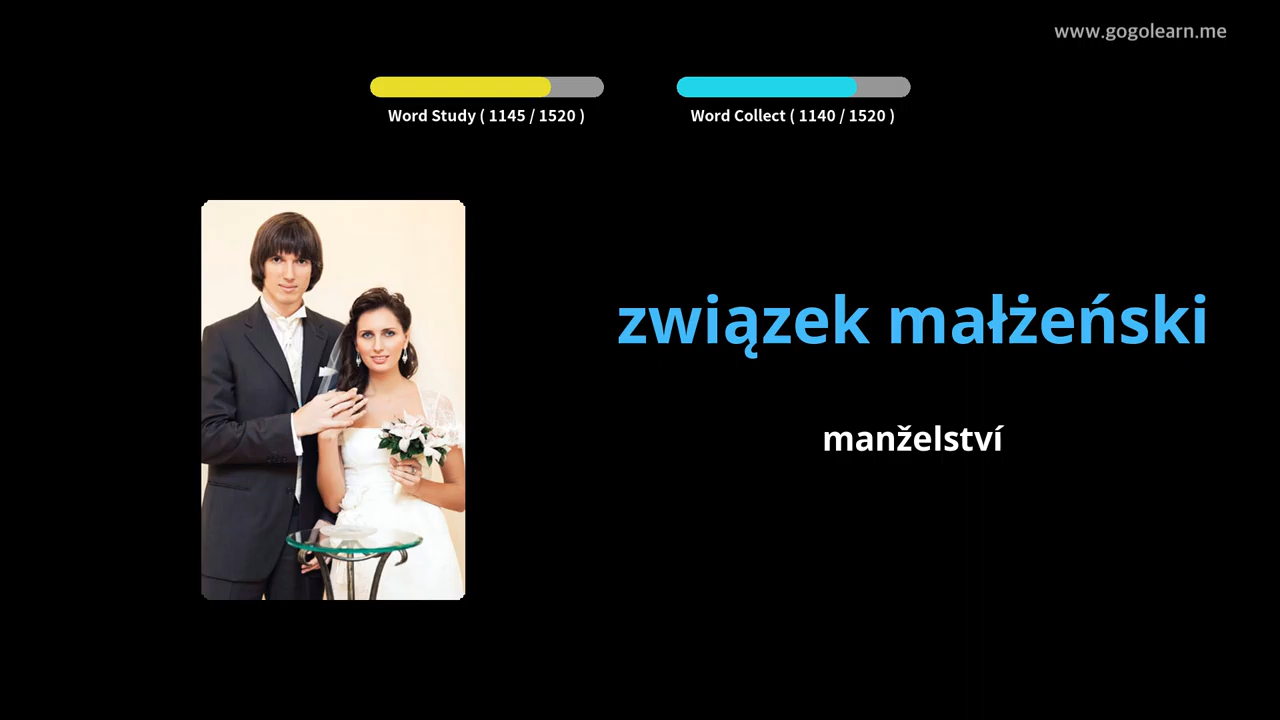 www.gogolearn.me
Word Study ( 1145 / 1520 )
Word Collect ( 1140 / 1520 )
związek małżeński
manželství